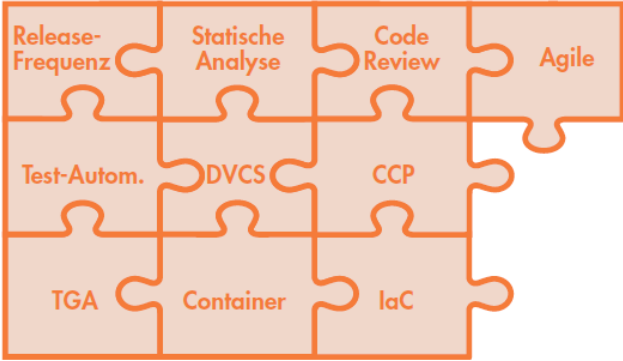 Release-
Frequenz
Statische
Analyse
Code
Review
Agile
Test-Autom.
DVCS
CCP
TGA
Container
IaC